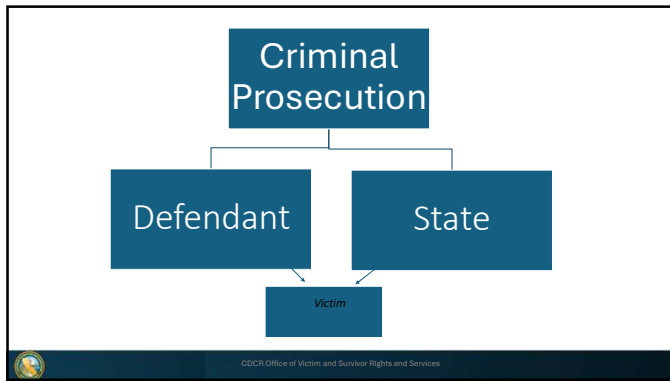 Criminal
Prosecution
Defendant
State
Victim
CDCR Office of Victim and Survivor Rights and Services